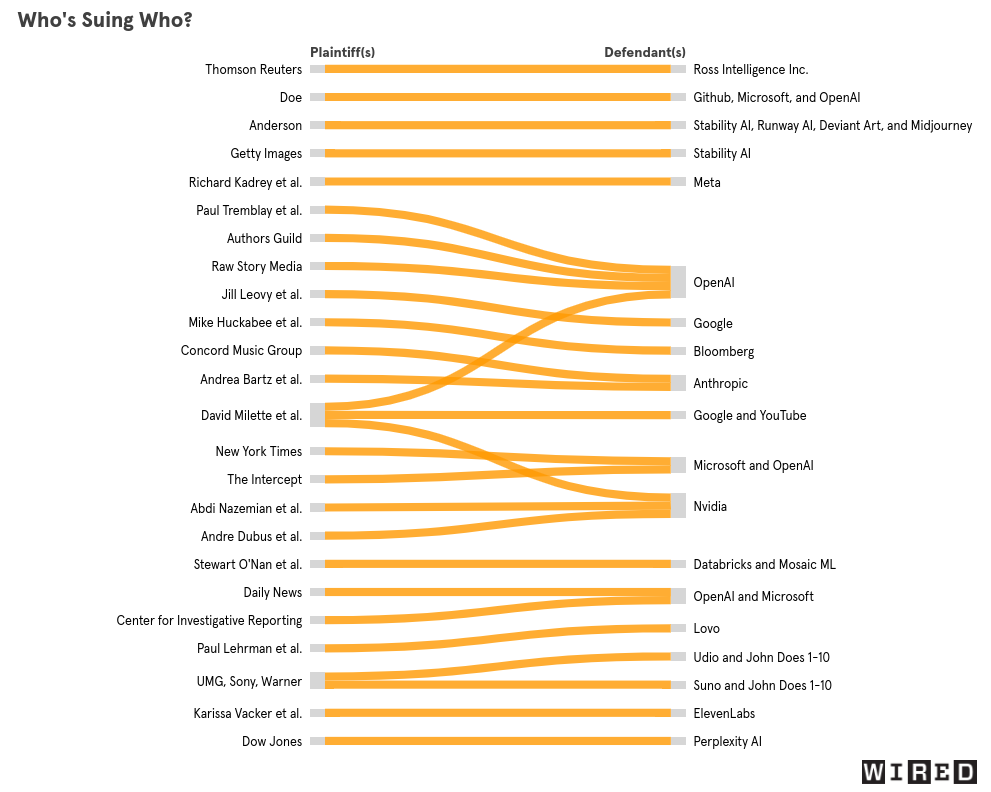 Who's Suing Who?
Plaintiff(s) Defendant(s)
Thomson Reuters Ross Intelligence Inc.
Doe Github, Microsoft, and OpenAI
Anderson Stability AI, Runway AI, Deviant Art, and Midjourney
Getty Images Stability AI
Richard Kadrey et al. Meta
Paul Tremblay et al.
Authors Guild
Raw Story Media
OpenAI
Jill Leovy et al.
Mike Huckabee et al. Google
Concord Music Group Bloomberg
Andrea Bartz et al. Anthropic
David Milette et al. Google and YouTube
New York Times
Microsoft and OpenAI
The Intercept
Abdi Nazemian et al. Nvidia
Andre Dubus et al.
Stewart O'Nan et al. Databricks and Mosaic ML
Daily News OpenAI and Microsoft
Center for Investigative Reporting
Lovo
Paul Lehrman et al.
Udio and John Does 1-10
UMG, Sony, Warner Suno and John Does 1-10
Karissa Vacker et al. ElevenLabs
Dow Jones Perplexity AI
WIRED